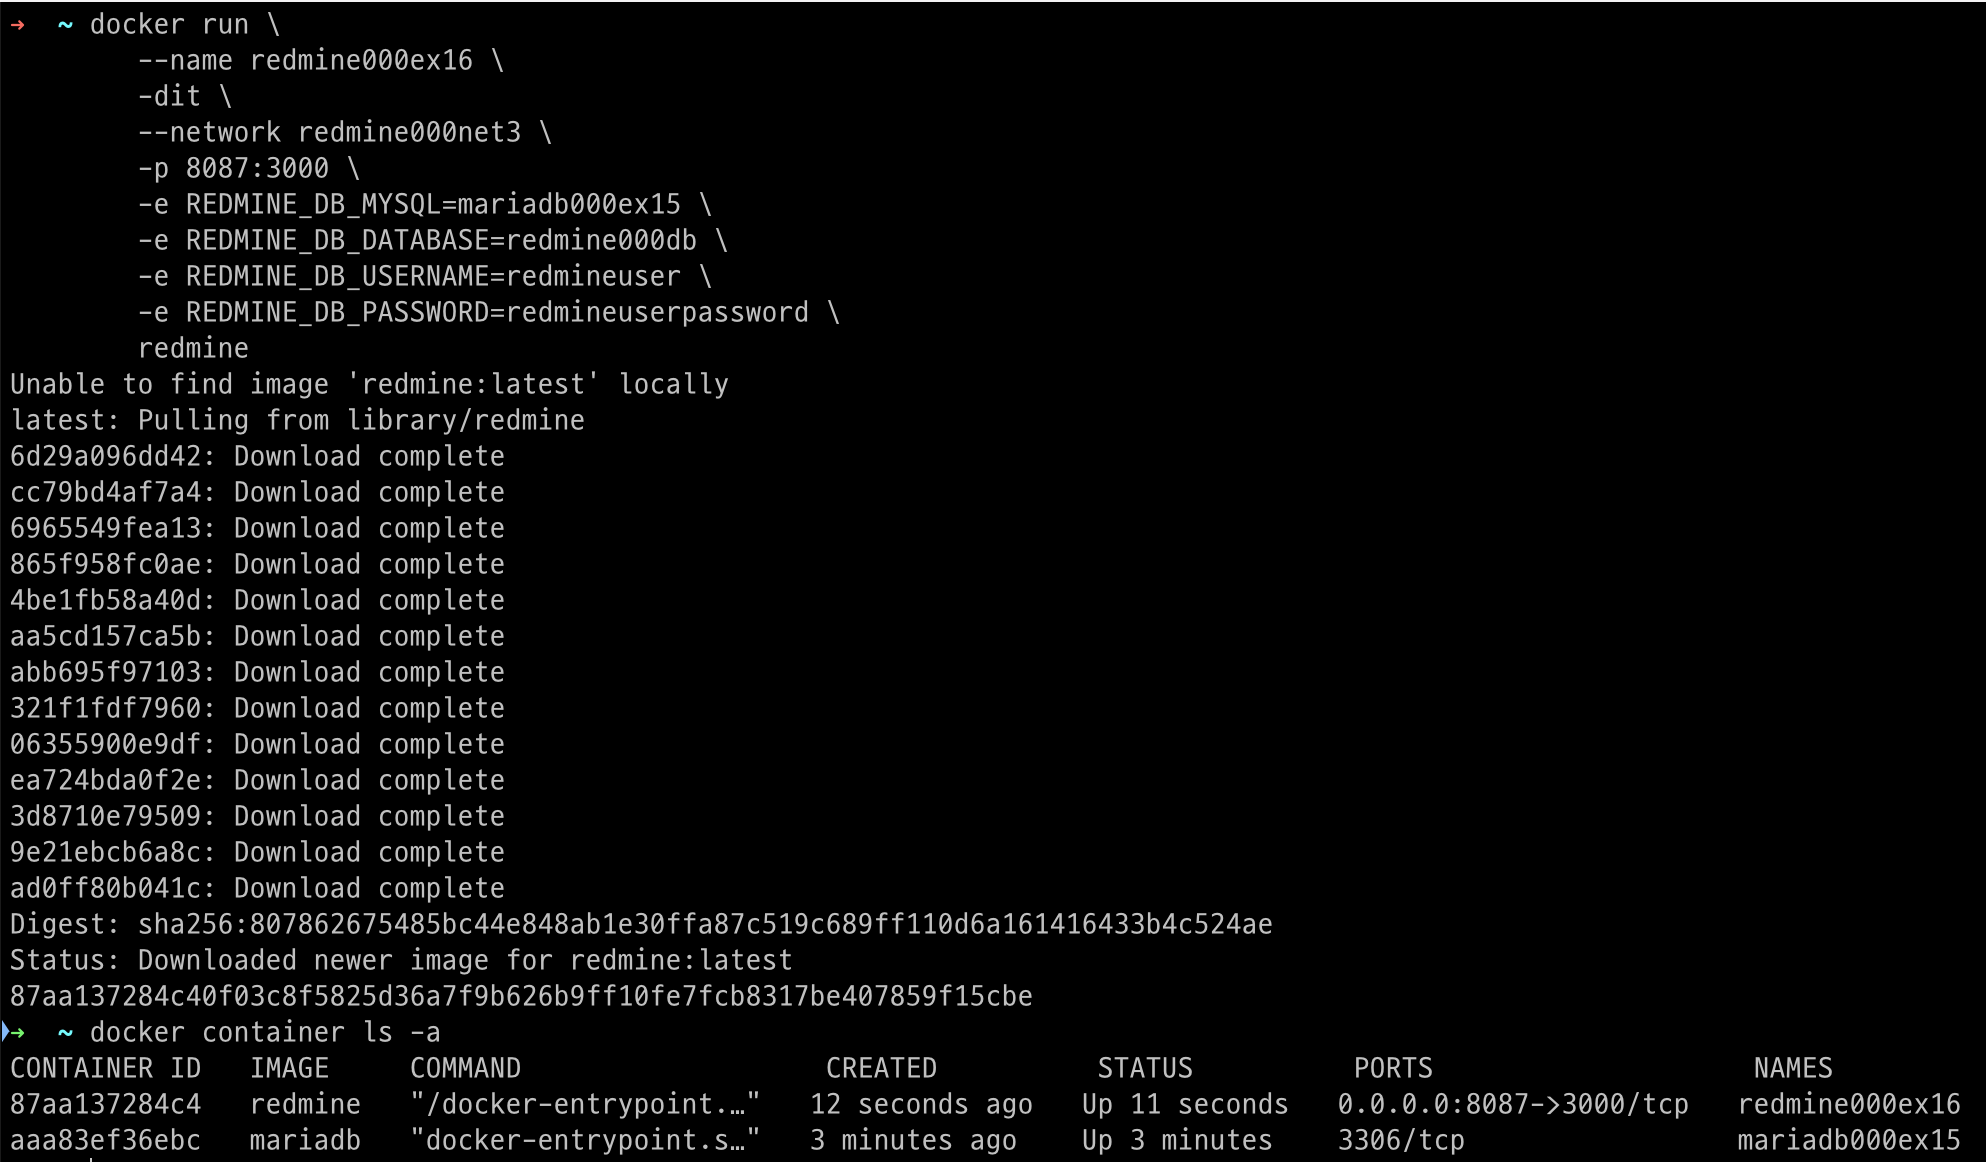 → ~ docker run \
--name redmine000ex16 \
-dit \
--network redmine000net3 \
-p 8087:3000 \
-e REDMINE_DB_MYSQL=mariadb000ex15 \
-e REDMINE_DB_DATABASE=redmine000db \
-e REDMINE_DB_USERNAME=redmineuser \
-e REDMINE_DB_PASSWORD=redmineuserpassword \
redmine
Unable to find image 'redmine:latest' locally
latest: Pulling from library/redmine
6d29a096dd42: Download complete
cc79bd4af7a4: Download complete
6965549fea13: Download complete
865f958fc0ae: Download complete
4be1fb58a40d: Download complete
aa5cd157ca5b: Download complete
abb695f97103: Download complete
321f1fdf7960: Download complete
06355900e9df: Download complete
ea724bda0f2e: Download complete
3d8710e79509: Download complete
9e21ebcb6a8c: Download complete
ad0ff80b041c: Download complete
Digest: sha256:807862675485bc44e848ab1e30ffa87c519c689ff110d6a161416433b4c524ae
Status: Downloaded newer image for redmine:latest
87aa137284c40f03c8f5825d36a7f9b626b9ff10fe7fcb8317be407859f15cbe
→ ~ docker container ls -a
CONTAINER ID IMAGE COMMAND CREATED STATUS PORTS NAMES
87aa137284c4 redmine "/docker-entrypoint.…" 12 seconds ago Up 11 seconds 0.0.0.0:8087->3000/tcp redmine000ex16
aaa83ef36ebc mariadb "docker-entrypoint.s…" 3 minutes ago Up 3 minutes 3306/tcp mariadb000ex15